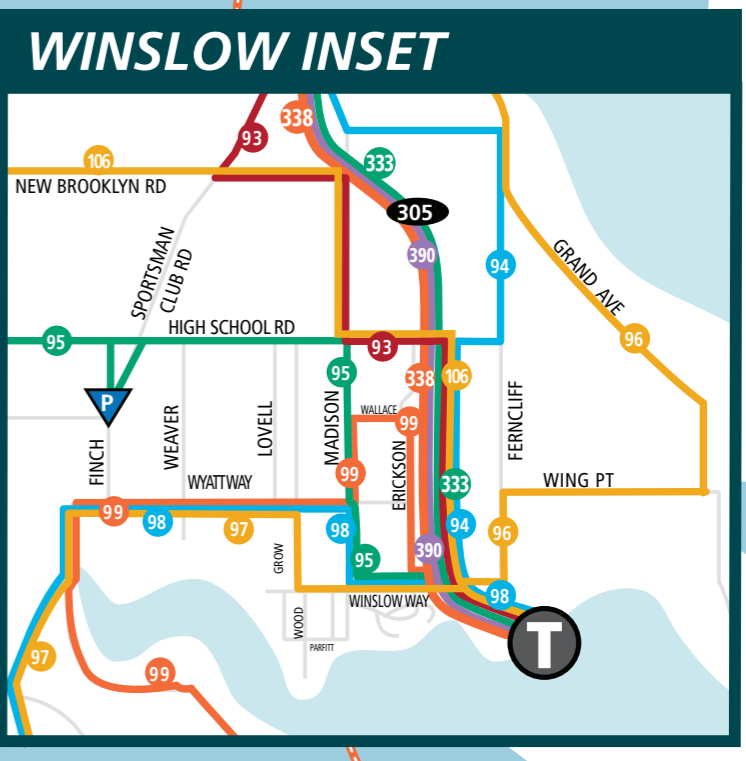 WINSLOW INSET
338
93
106
333
NEW BROOKLYN RD
305
SPORTSMAN
CLUB RD
390
94
GRAND AVE
HIGH SCHOOL RD
95
93
96
95
338
106
P
WALLACE
99
FINCH
WEAVER
LOVELL
MADISON
ERICKSON
FERNCLIFF
99
WYATT WAY
333
WING PT
99
98
97
98
94
96
GROW
95
390
WINSLOW WAY
98
WOOD
PARFITT
T
97
99